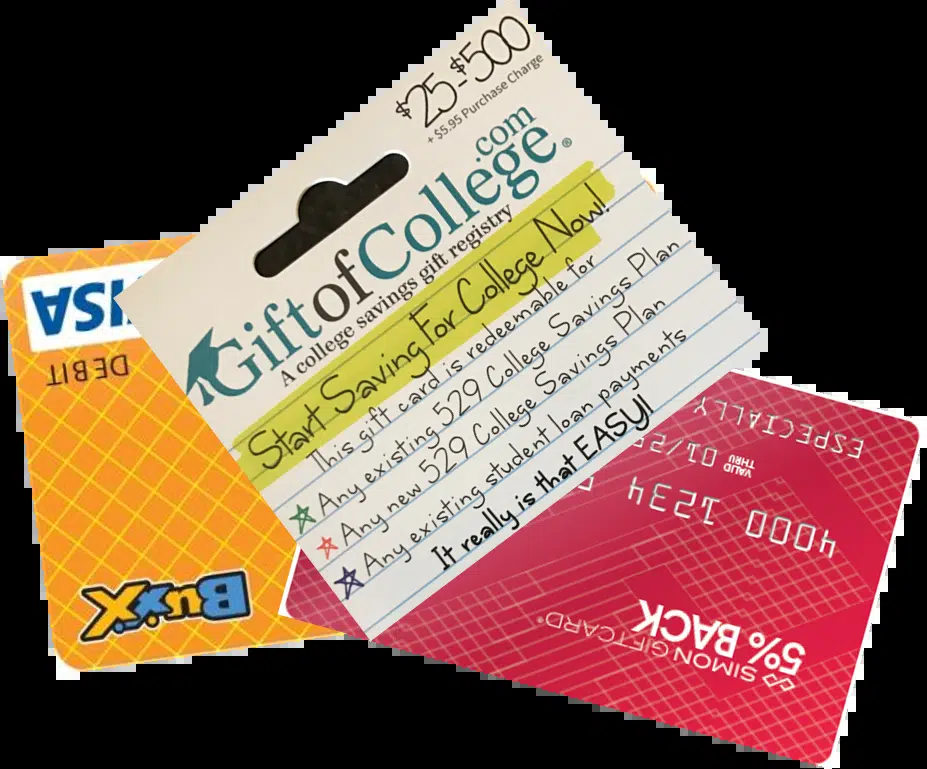 $25-$500
+ $5.95 Purchase Charge
GiftofCollege.com®
A college savings gift registry
Start Saving For College Now!
This gift card is redeemable for
Any existing 529 College Savings Plan
Any new 529 College Savings Plan
Any existing student loan payments
It really is that EASY!
VISA
DEBIT
Buxx
SIMON GIFTCARD®
5% BACK
4000 1234
VALID THRU
ESPECIALLY